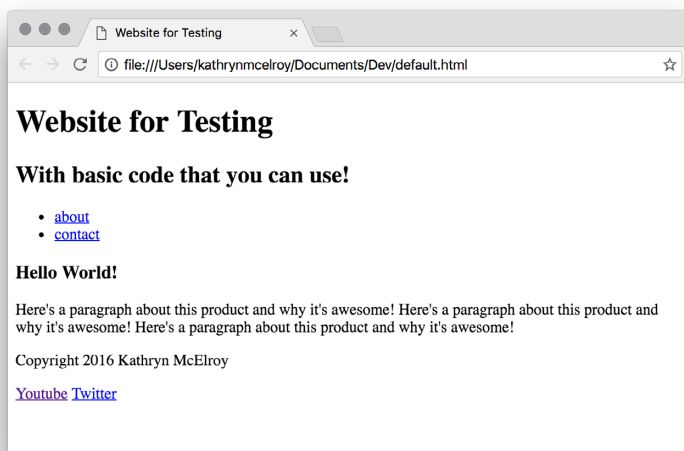 Website for Testing
file:///Users/kathrynmcelroy/Documents/Dev/default.html
Website for Testing
With basic code that you can use!
about
contact
Hello World!
Here's a paragraph about this product and why it's awesome! Here's a paragraph about this product and
why it's awesome! Here's a paragraph about this product and why it's awesome!
Copyright 2016 Kathryn McElroy
Youtube Twitter